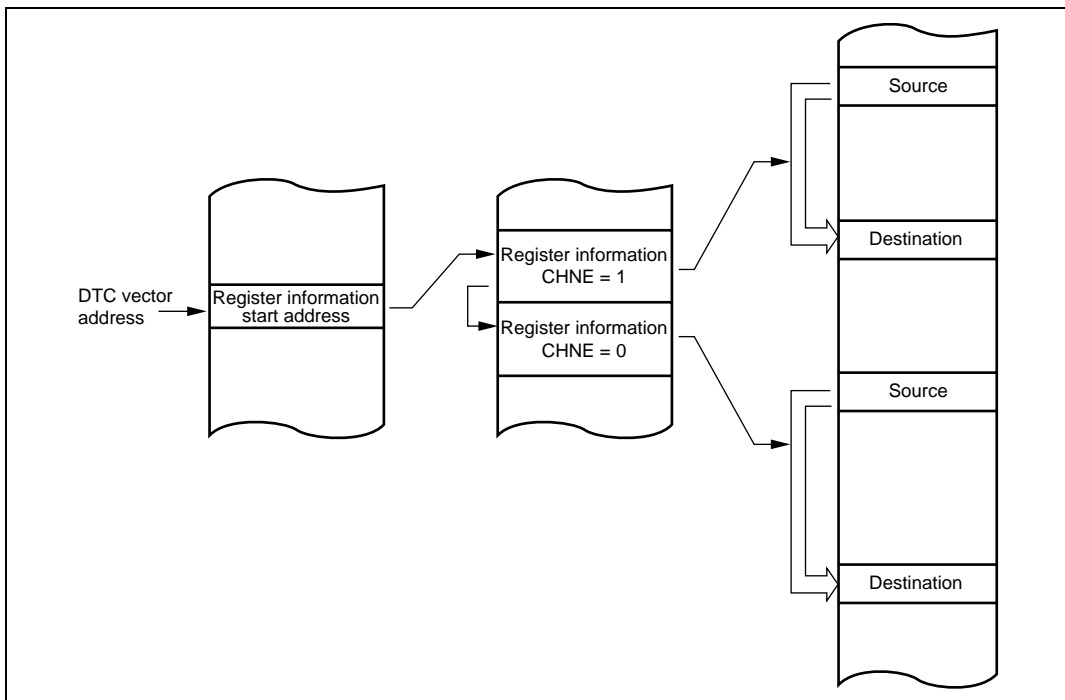 DTC vector
address
Register information
start address
Register information
CHNE = 1
Register information
CHNE = 0
Source
Destination
Source
Destination